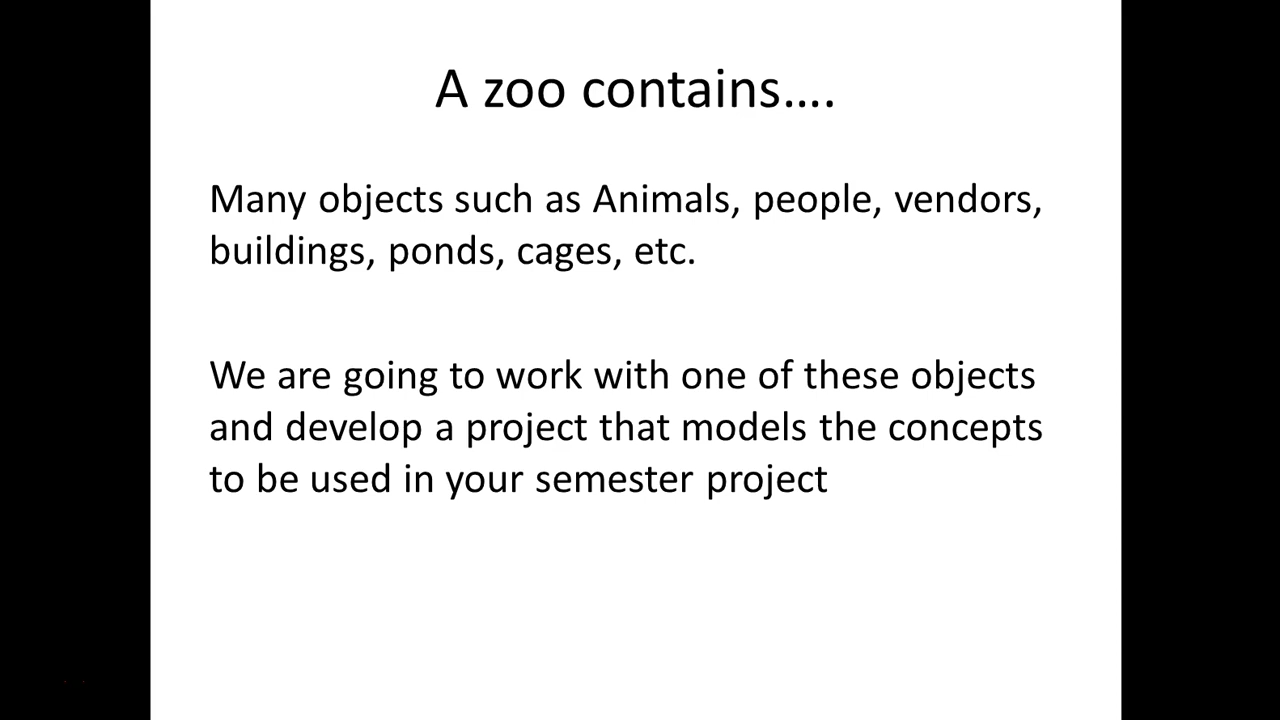 A zoo contains….
Many objects such as Animals, people, vendors,
buildings, ponds, cages, etc.
We are going to work with one of these objects
and develop a project that models the concepts
to be used in your semester project